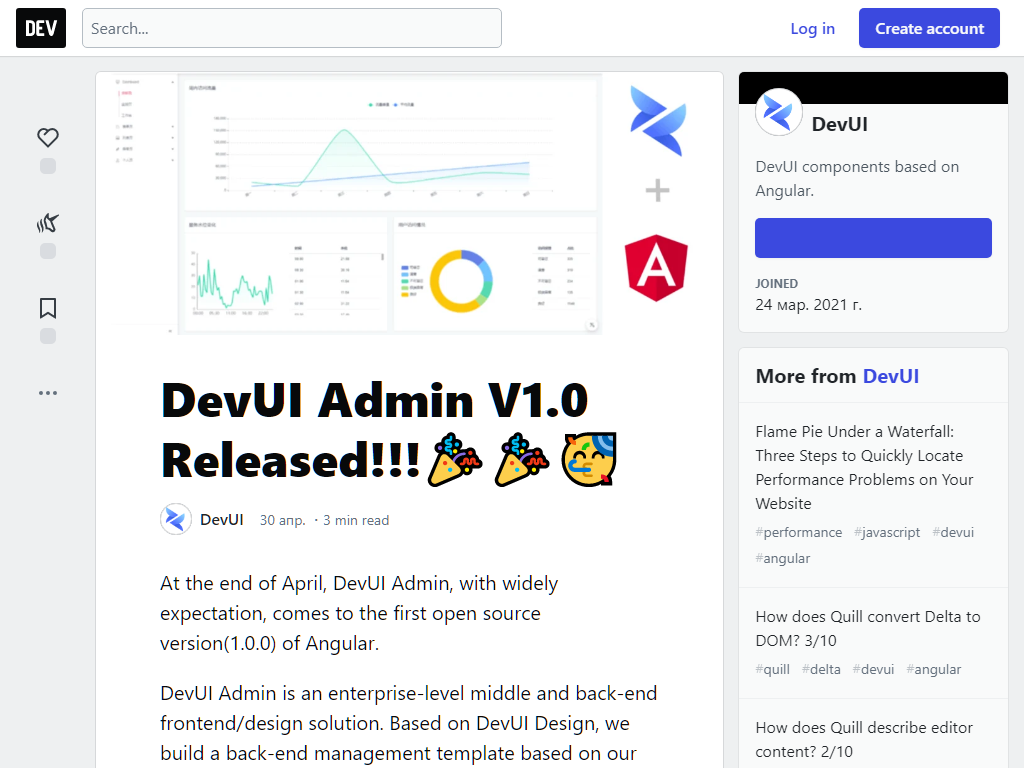 DEV
Search...
Log in
Create account
DevUI
DevUI components based on
Angular.
JOINED
24 мар. 2021 г.
More from DevUI
Flame Pie Under a Waterfall:
Three Steps to Quickly Locate
Performance Problems on Your
Website
#performance #javascript #devui
#angular
How does Quill convert Delta to
DOM? 3/10
#quill #delta #devui #angular
How does Quill describe editor
content? 2/10
DevUI Admin V1.0
Released!!!🎉 🎉 🥳
DevUI 30 апр. · 3 min read
At the end of April, DevUI Admin, with widely
expectation, comes to the first open source
version(1.0.0) of Angular.
DevUI Admin is an enterprise-level middle and back-end
frontend/design solution. Based on DevUI Design, we
build a back-end management template based on our